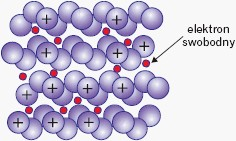 elektron
swobodny
+ +
+ +
+ +
+ + +
+ + + +